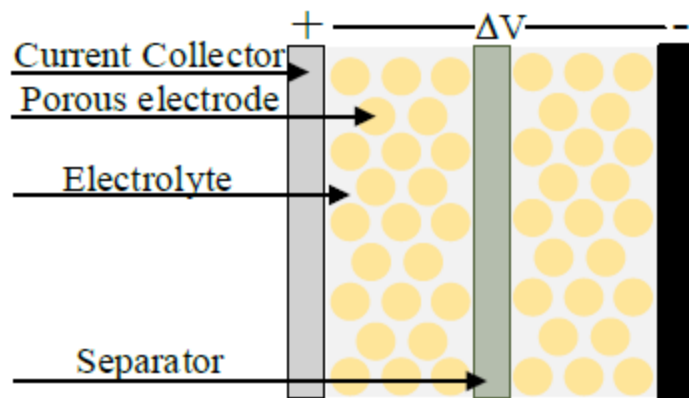 + ΔV -
Current Collector
Porous electrode
Electrolyte
Separator